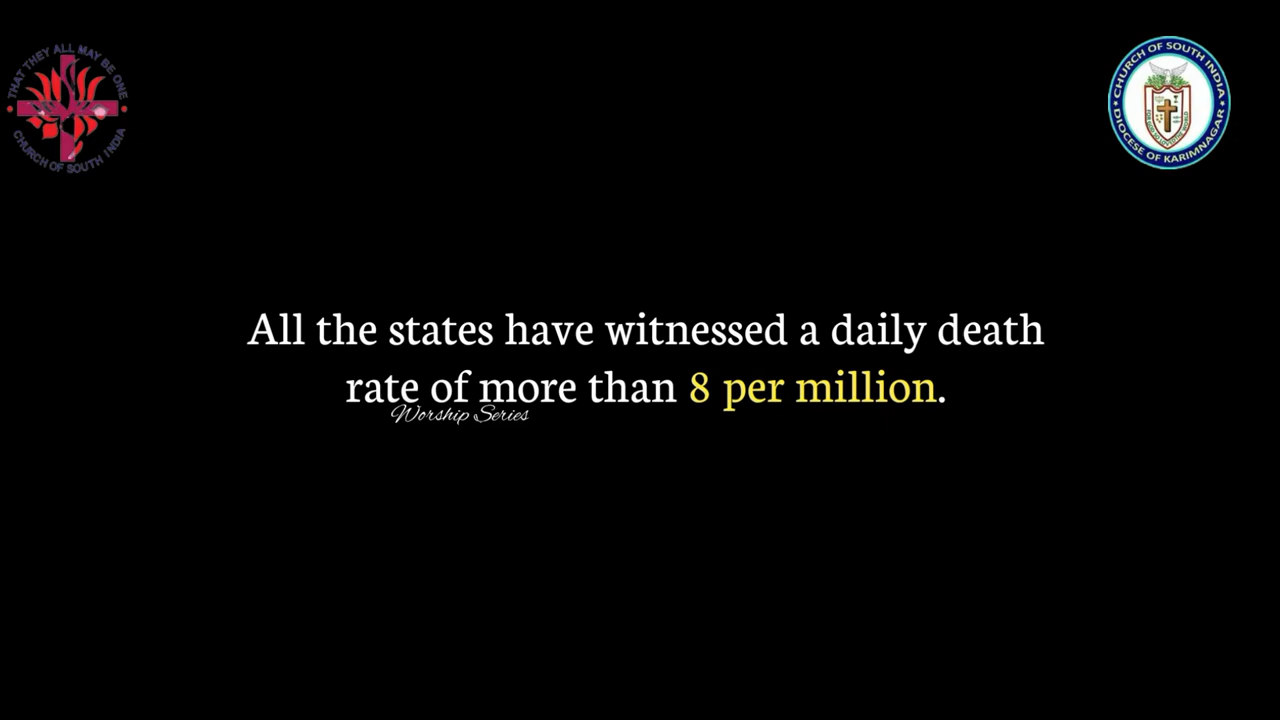 THAT THEY ALL MAY BE ONE
CHURCH OF SOUTH INDIA
CHURCH OF SOUTH INDIA
DIOCESE OF KARIMNAGAR
All the states have witnessed a daily death
rate of more than 8 per million.
Worship Series